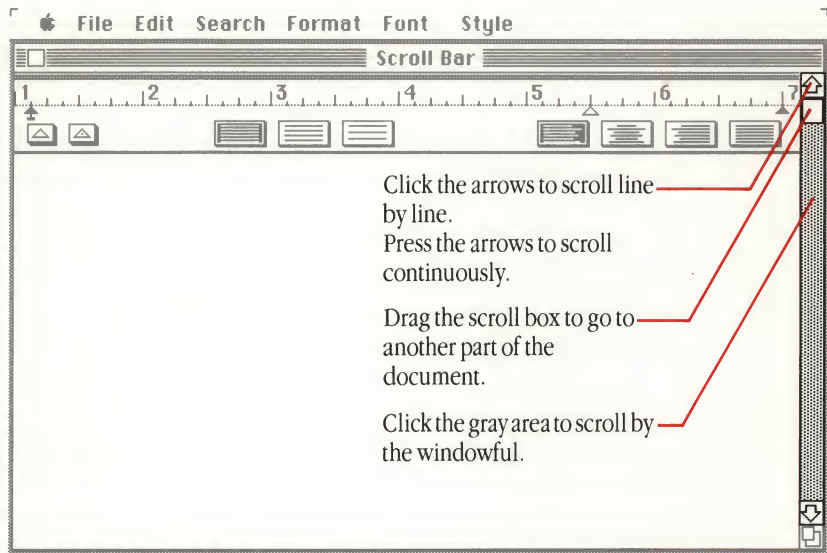 File Edit Search Format Font Style
Scroll Bar
1 2 3 4 5 6 7
Click the arrows to scroll line
by line.
Press the arrows to scroll
continuously.
Drag the scroll box to go to
another part of the
document.
Click the gray area to scroll by
the windowful.